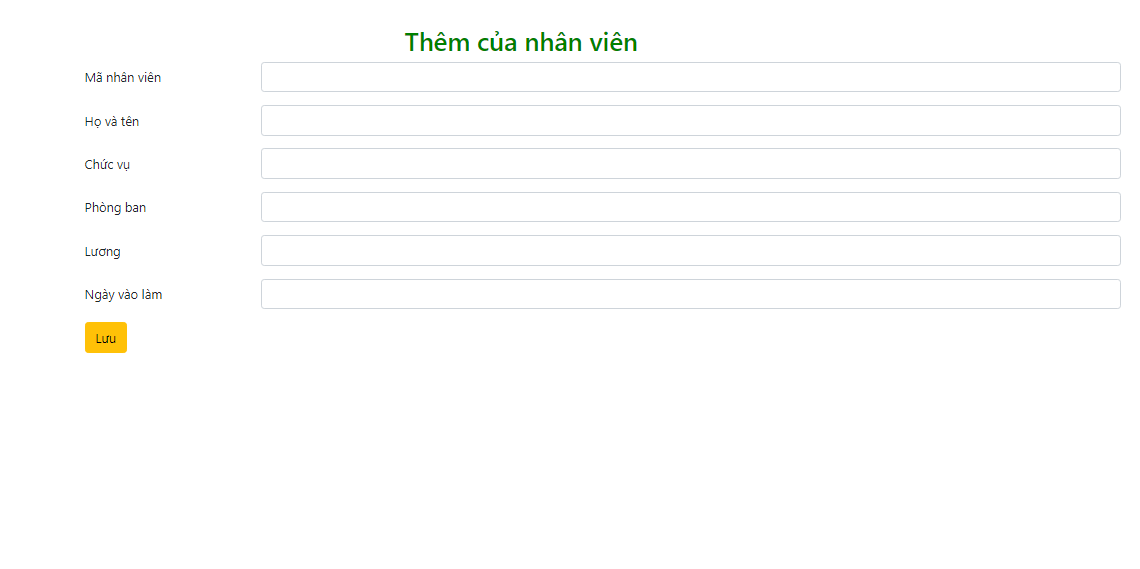 Thêm của nhân viên
Mã nhân viên
Họ và tên
Chức vụ
Phòng ban
Lương
Ngày vào làm
Lưu